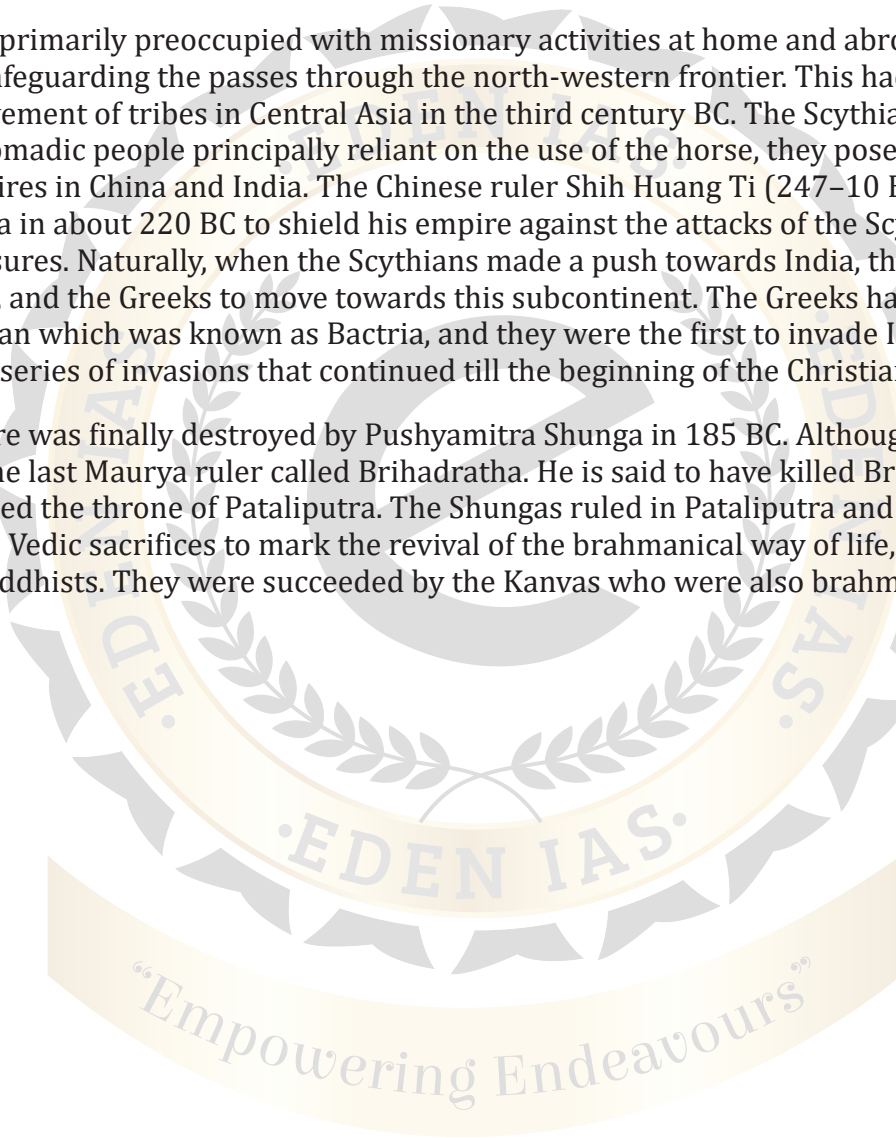 primarily preoccupied with missionary activities at home and abro
feguarding the passes through the north-western frontier. This ha
ement of tribes in Central Asia in the third century BC. The Scythia
omadic people principally reliant on the use of the horse, they pose
ires in China and India. The Chinese ruler Shih Huang Ti (247–10 
a in about 220 BC to shield his empire against the attacks of the Sc
sures. Naturally, when the Scythians made a push towards India, th
, and the Greeks to move towards this subcontinent. The Greeks ha
an which was known as Bactria, and they were the first to invade I
series of invasions that continued till the beginning of the Christian
re was finally destroyed by Pushyamitra Shunga in 185 BC. Althoug
he last Maurya ruler called Brihadratha. He is said to have killed Br
ed the throne of Pataliputra. The Shungas ruled in Pataliputra and
Vedic sacrifices to mark the revival of the brahmanical way of life,
ddhists. They were succeeded by the Kanvas who were also brahm
·EDEN IAS·
·EDEN IAS·
·EDEN IAS·
·EDEN IAS·
“Empowering Endeavours”